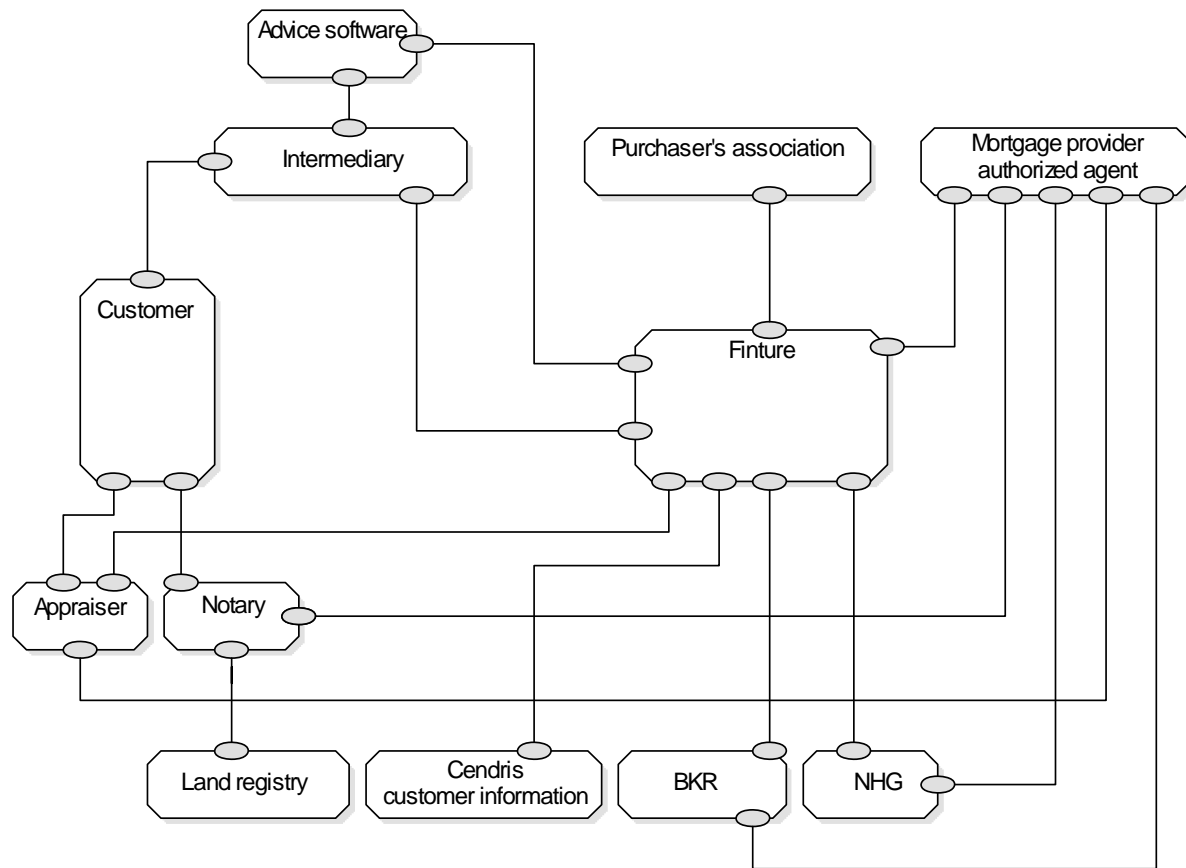 Advice software
Intermediary
Purchaser's association
Mortgage provider
authorized agent
Customer
Finture
Appraiser
Notary
Land registry
Cendris
customer information
BKR
NHG